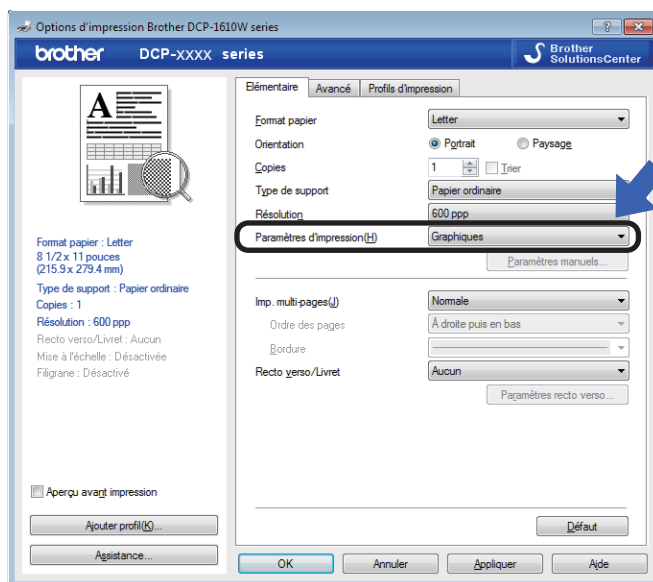 Options d'impression Brother DCP-1610W series
brother DCP-XXXX series
Brother
SolutionsCenter
Elémentaire Avancé Profils d'impression
A
Format papier : Letter
8 1/2 x 11 pouces
(215.9 x 279.4 mm)
Type de support : Papier ordinaire
Copies : 1
Résolution : 600 ppp
Recto verso/Livret : Aucun
Mise à l'échelle : Désactivée
Filigrane : Désactivé
Aperçu avant impression
Ajouter profil(K)...
Assistance...
Format papier Letter
Orientation Portrait Paysage
Copies 1 Trier
Type de support Papier ordinaire
Résolution 600 ppp
Paramètres d'impression(H) Graphiques
Paramètres manuels...
Imp. multi-pages(J) Normale
Ordre des pages À droite puis en bas
Bordure
Recto verso/Livret Aucun
Paramètres recto verso...
Défaut
OK Annuler Appliquer Aide